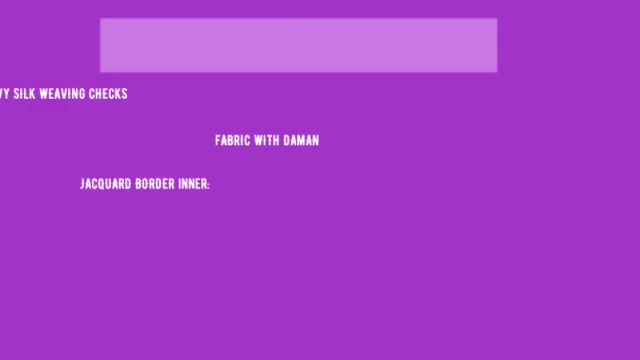 SILK WEAVING CHECKS
FABRIC WITH DAMAN
JACQUARD BORDER INNER: